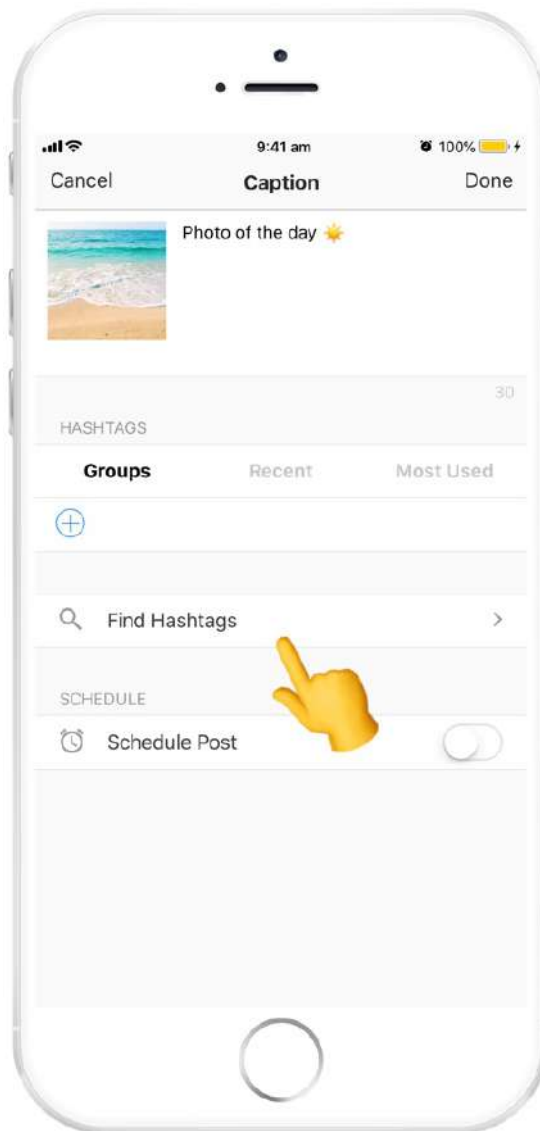 9:41 am 100%
Cancel Caption Done
Photo of the day ☀️
30
HASHTAGS
Groups Recent Most Used
Find Hashtags
SCHEDULE
Schedule Post